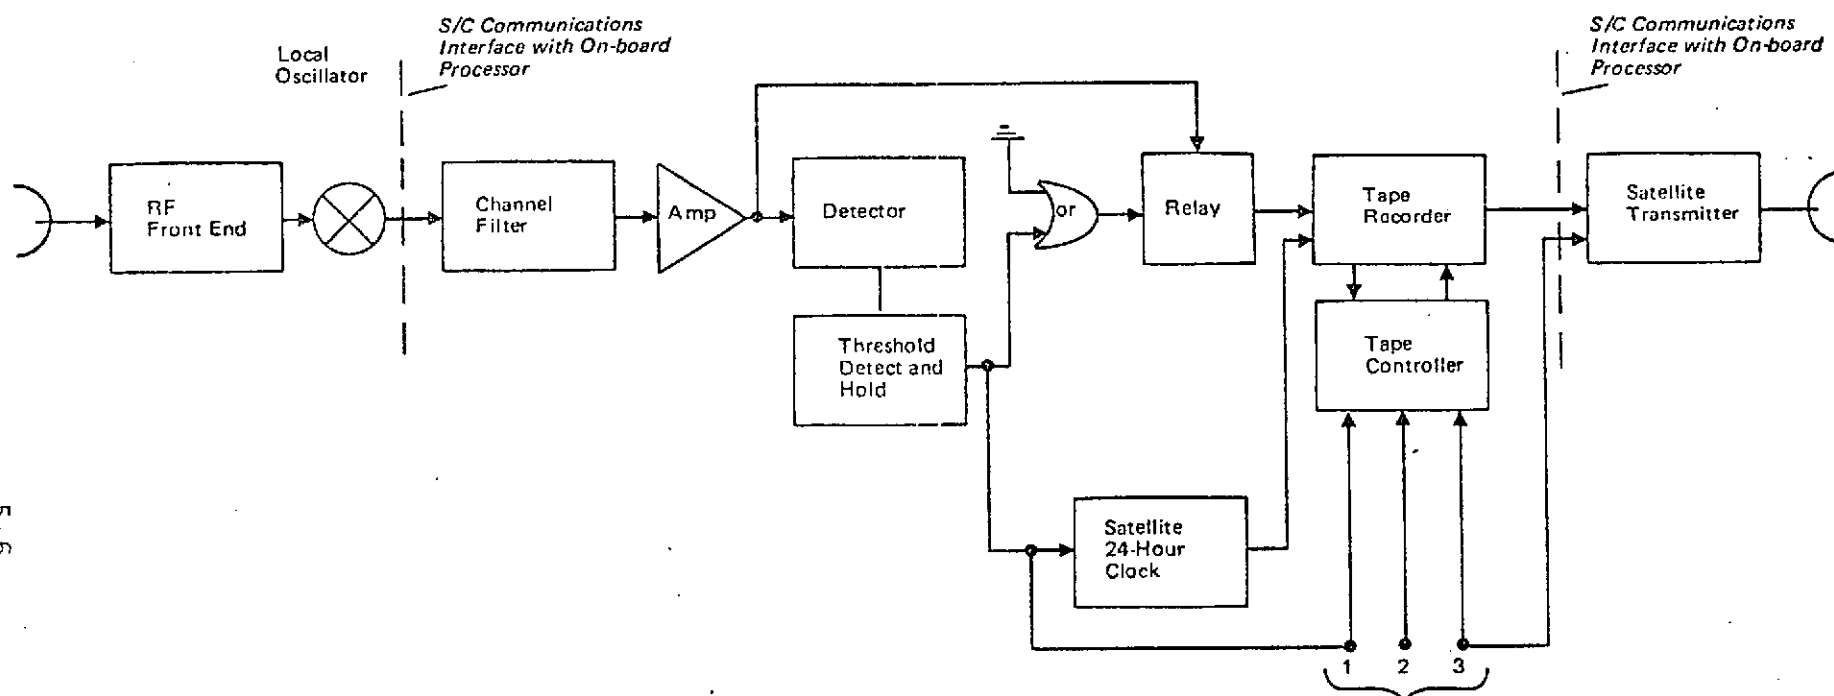 S/C Communications
Interface with On-board
Processor
S/C Communications
Interface with On-board
Processor
Local
Oscillator
RF
Front End
Channel
Filter
Amp
Detector
or
Relay
Tape
Recorder
Satellite
Transmitter
Threshold
Detect and
Hold
Tape
Controller
Satellite
24-Hour
Clock
1 2 3